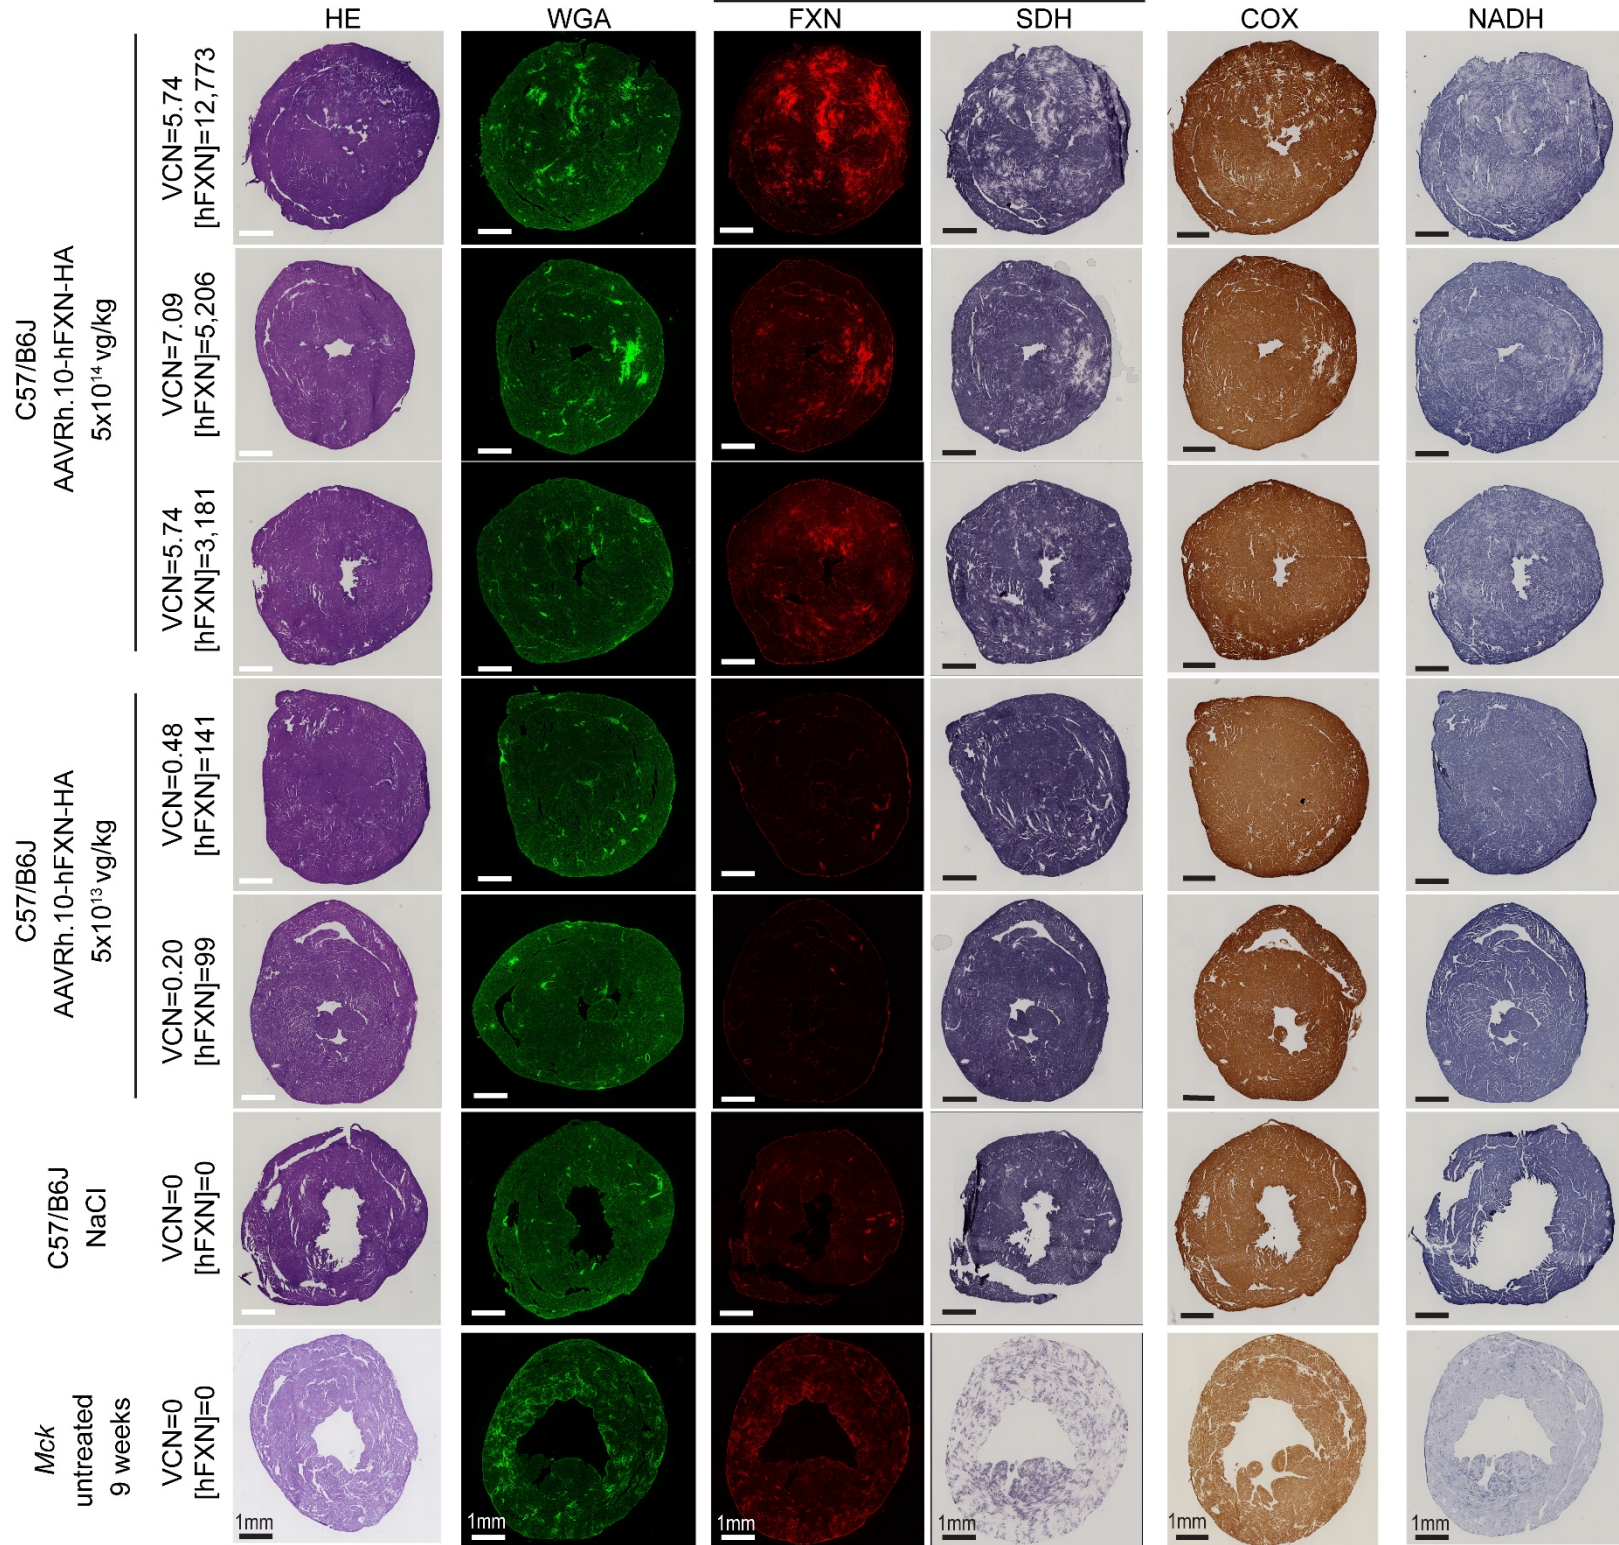 HE WGA FXN SDH COX NADH
C57/B6J
AAVRh.10-hFXN-HA
5x10¹⁴ vg/kg
VCN=5.74
[hFXN]=12,773
VCN=7.09
[hFXN]=5,206
VCN=5.74
[hFXN]=3,181
C57/B6J
AAVRh.10-hFXN-HA
5x10¹³ vg/kg
VCN=0.48
[hFXN]=141
VCN=0.20
[hFXN]=99
C57/B6J
NaCl
VCN=0
[hFXN]=0
Mck
untreated
9 weeks
VCN=0
[hFXN]=0
1mm 1mm 1mm 1mm 1mm 1mm